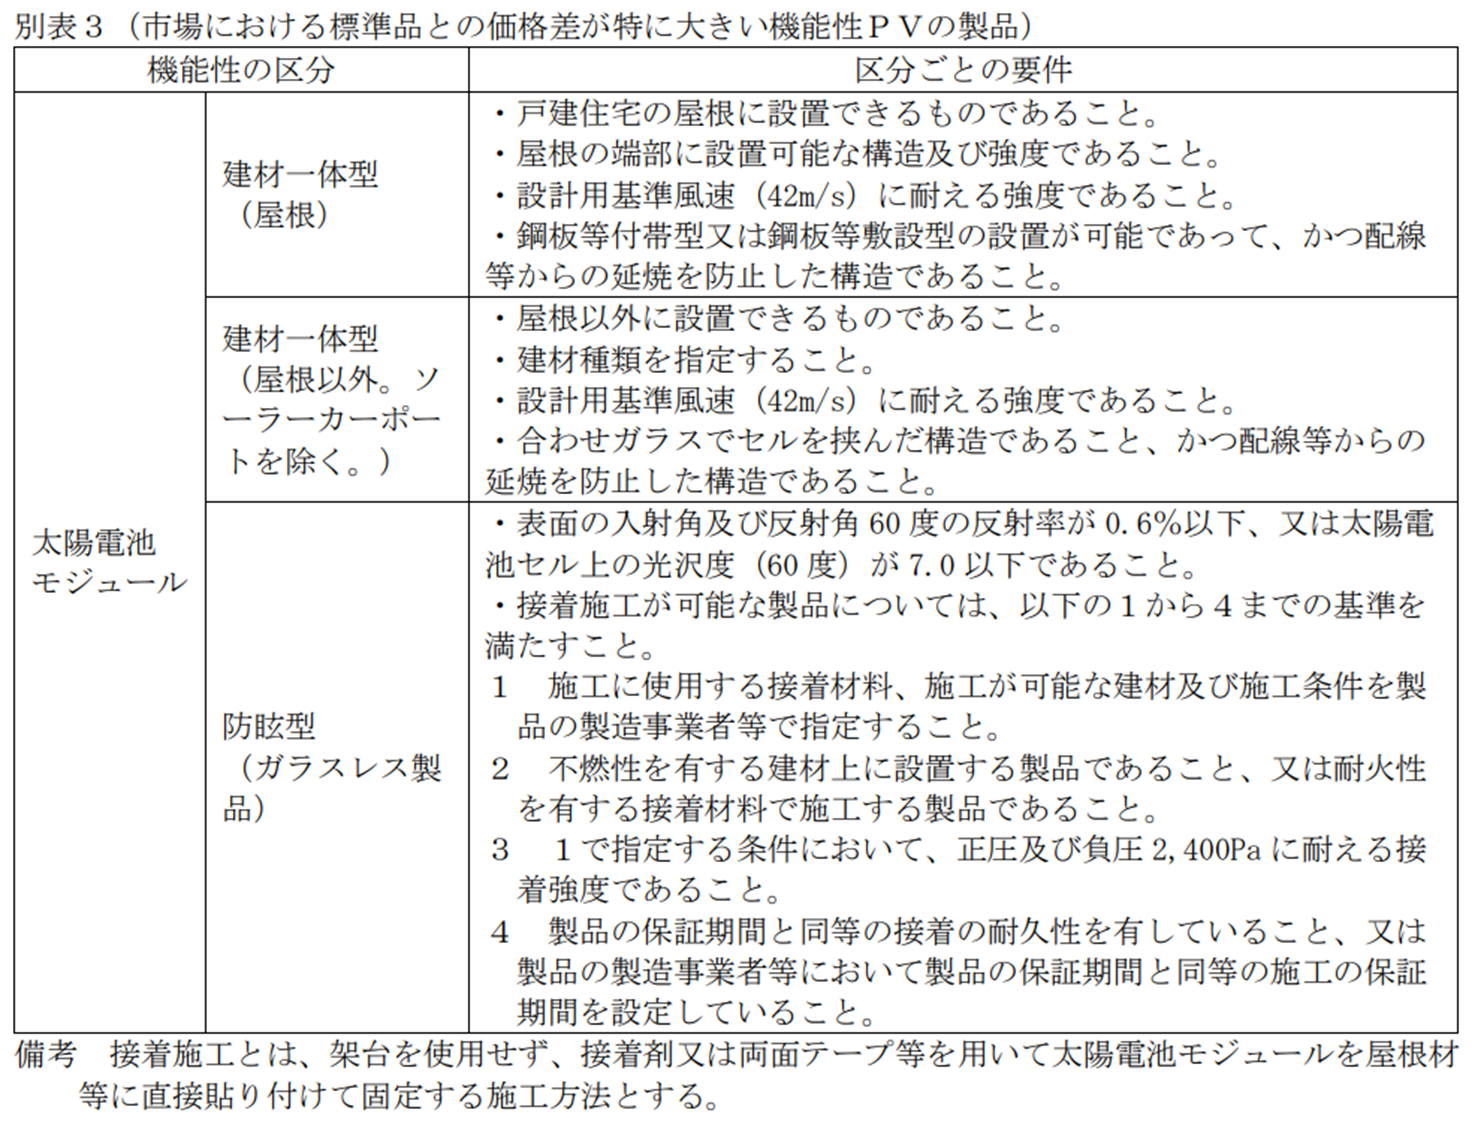 別表3（市場における標準品との価格差が特に大きい機能性ＰＶの製品）
機能性の区分
区分ごとの要件
太陽電池
モジュール
建材一体型
（屋根）
・戸建住宅の屋根に設置できるものであること。
・屋根の端部に設置可能な構造及び強度であること。
・設計用基準風速（42m/s）に耐える強度であること。
・鋼板等付帯型又は鋼板等敷設型の設置が可能であって、かつ配線
等からの延焼を防止した構造であること。
建材一体型
（屋根以外。ソ
ーラーカーポー
トを除く。）
・屋根以外に設置できるものであること。
・建材種類を指定すること。
・設計用基準風速（42m/s）に耐える強度であること。
・合わせガラスでセルを挟んだ構造であること、かつ配線等からの
延焼を防止した構造であること。
防眩型
（ガラスレス製
品）
・表面の入射角及び反射角60度の反射率が0.6％以下、又は太陽電
池セル上の光沢度（60度）が7.0以下であること。
・接着施工が可能な製品については、以下の１から４までの基準を
満たすこと。
１　施工に使用する接着材料、施工が可能な建材及び施工条件を製
品の製造事業者等で指定すること。
２　不燃性を有する建材上に設置する製品であること、又は耐火性
を有する接着材料で施工する製品であること。
３　１で指定する条件において、正圧及び負圧2,400Paに耐える接
着強度であること。
４　製品の保証期間と同等の接着の耐久性を有していること、又は
製品の製造事業者等において製品の保証期間と同等の施工の保証
期間を設定していること。
備考　接着施工とは、架台を使用せず、接着剤又は両面テープ等を用いて太陽電池モジュールを屋根材
等に直接貼り付けて固定する施工方法とする。